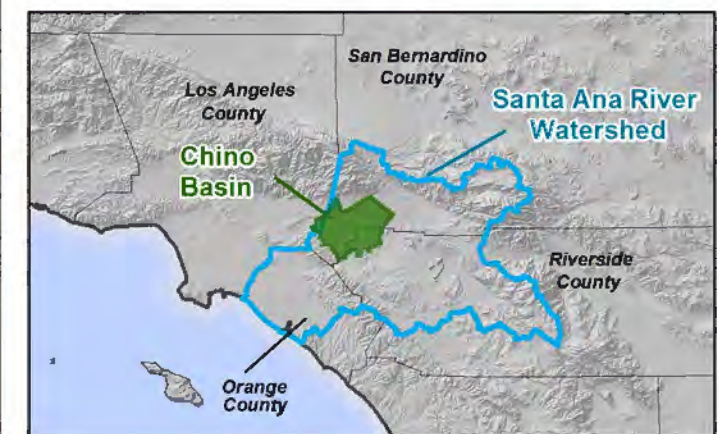 San Bernardino
County
Los Angeles
County
Santa Ana River
Watershed
Chino
Basin
Riverside
County
Orange
County